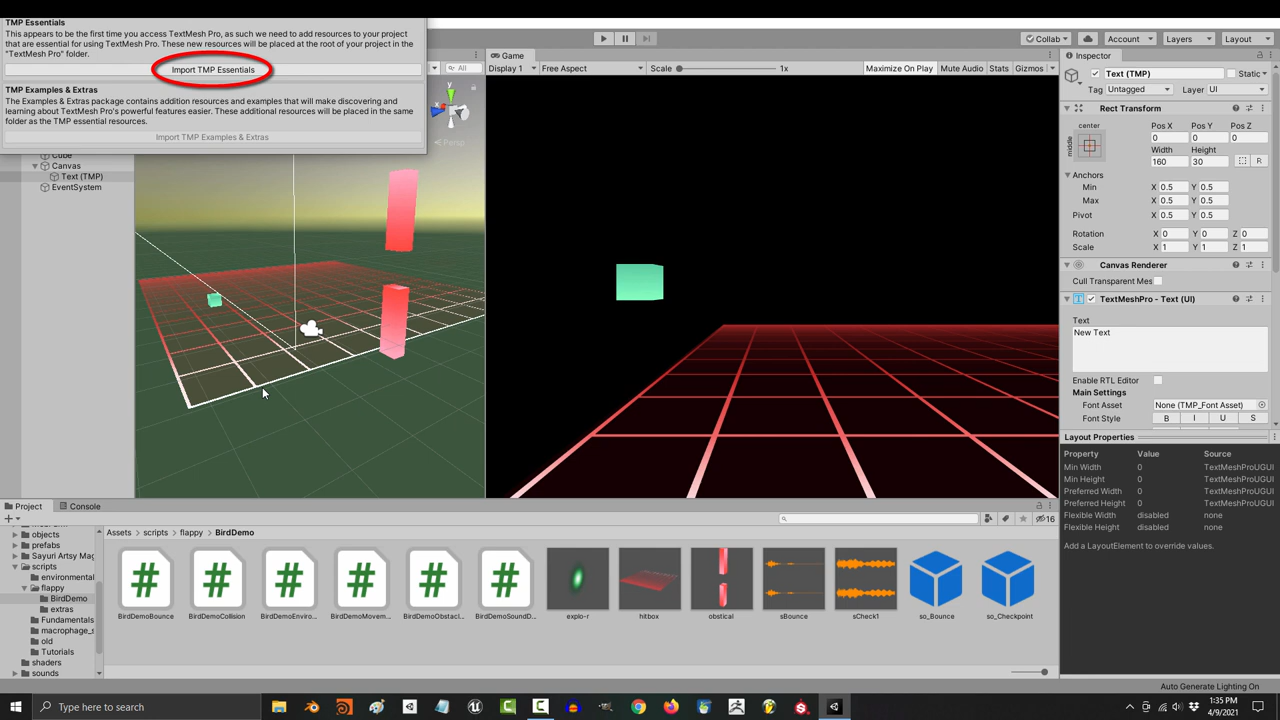 TMP Essentials
This appears to be the first time you access TextMesh Pro, as such we need to add resources to your project
that are essential for using TextMesh Pro. These new resources will be placed at the root of your project in the
"TextMesh Pro" folder.
Import TMP Essentials
TMP Examples & Extras
The Examples & Extras package contains addition resources and examples that will make discovering and
learning about TextMesh Pro's powerful features easier. These additional resources will be placed in the same
folder as the TMP essential resources.
Import TMP Examples & Extras
Cube
Canvas
Text (TMP)
EventSystem
All
y
x
Persp
Collab
Account
Layers
Layout
Game
Display 1
Free Aspect
Scale
1x
Maximize On Play
Mute Audio
Stats
Gizmos
Inspector
Text (TMP)
Static
Tag Untagged
Layer UI
Rect Transform
center
middle
Pos X Pos Y Pos Z
0 0 0
Width Height
160 30
R
Anchors
Min X 0.5 Y 0.5
Max X 0.5 Y 0.5
Pivot X 0.5 Y 0.5
Rotation X 0 Y 0 Z 0
Scale X 1 Y 1 Z 1
Canvas Renderer
Cull Transparent Mes
TextMeshPro - Text (UI)
Text
New Text
Enable RTL Editor
Main Settings
Font Asset None (TMP_Font Asset)
Font Style B I U S
Layout Properties
Property Value Source
Min Width 0 TextMeshProUGUI
Min Height 0 TextMeshProUGUI
Preferred Width 0 TextMeshProUGUI
Preferred Height 0 TextMeshProUGUI
Flexible Width disabled none
Flexible Height disabled none
Add a LayoutElement to override values.
Project
Console
16
objects
prefabs
Sayuri Artsy Mag
scripts
environmental
flappy
BirdDemo
extras
Fundamentals
macrophage_s
old
Tutorials
shaders
sounds
Assets scripts flappy BirdDemo
BirdDemoBounce
BirdDemoCollision
BirdDemoEnviro...
BirdDemoMovem...
BirdDemoObstacl...
BirdDemoSoundD...
explo-r
hitbox
obstical
sBounce
sCheck1
so_Bounce
so_Checkpoint
Auto Generate Lighting On
Type here to search
1:35 PM
4/9/2021